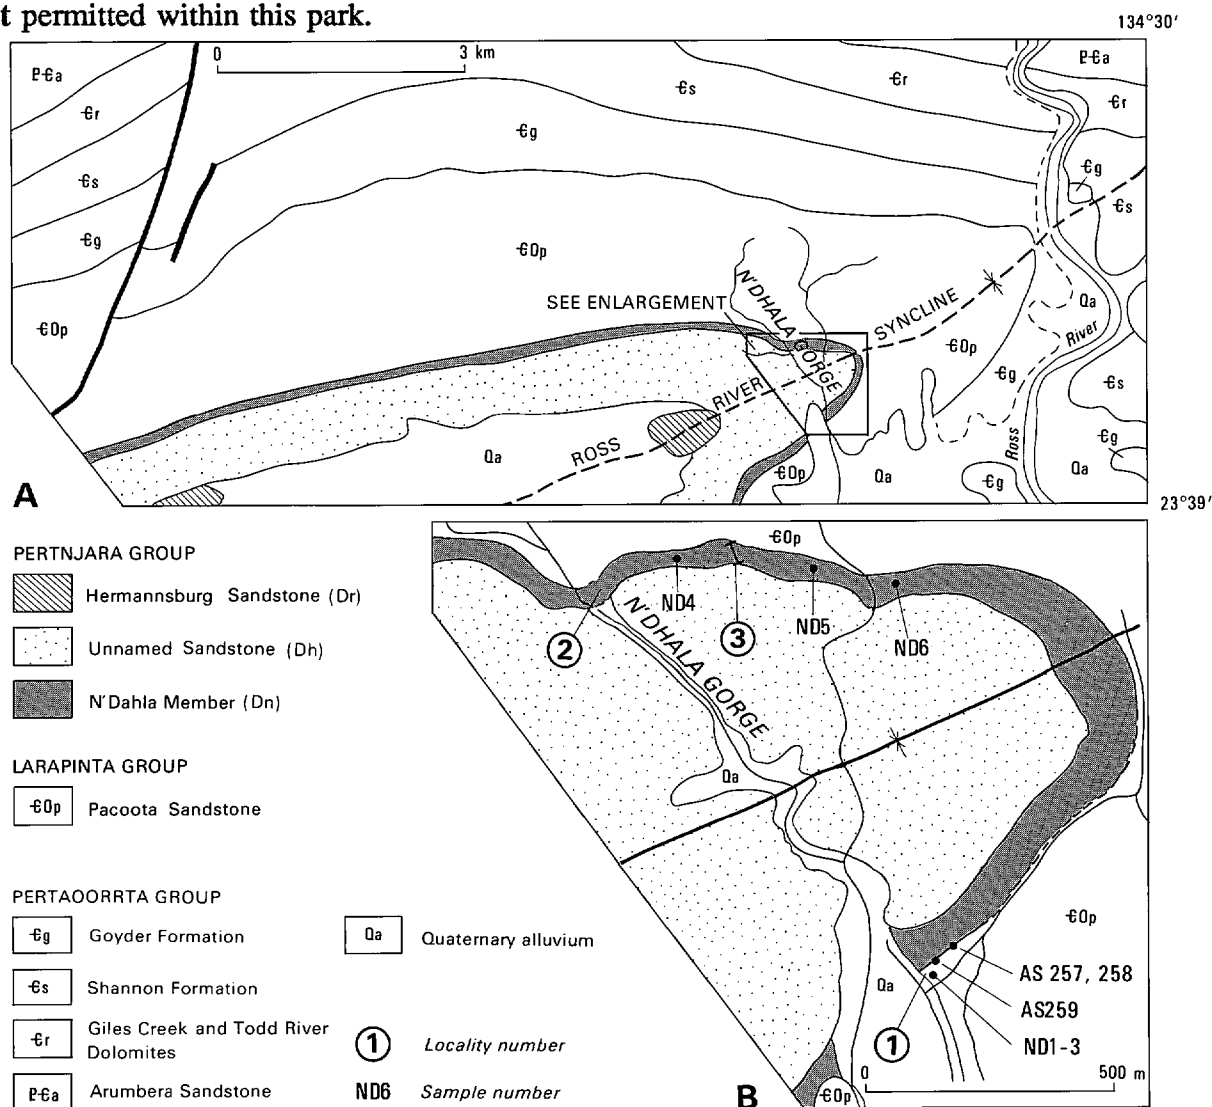 t permitted within this park.
134°30'
0 3 km
ꞒOp
SEE ENLARGEMENT
N'DHALA GORGE
ROSS RIVER SYNCLINE
Ross River
P-Ꞓa
Ꞓr
Ꞓs
Ꞓg
ꞒOp
Ꞓg
ꞒOp
Qa
Ꞓs
Ꞓr
P-Ꞓa
Ꞓr
Ꞓg
Ꞓs
Qa
ꞒOp
Ꞓg
Ꞓs
Ꞓg
Qa
Ꞓg
Qa
A
23°39'
PERTNJARA GROUP
Hermannsburg Sandstone (Dr)
Unnamed Sandstone (Dh)
N'Dahla Member (Dn)
LARAPINTA GROUP
ꞒOp Pacoota Sandstone
PERTAOORRTA GROUP
Ꞓg Goyder Formation
Ꞓs Shannon Formation
Ꞓr Giles Creek and Todd River
Dolomites
P-Ꞓa Arumbera Sandstone
Qa Quaternary alluvium
1 Locality number
ND6 Sample number
ꞒOp
ND4
3
2
ND5
ND6
N'DHALA GORGE
Qa
ꞒOp
AS 257, 258
AS259
ND1-3
Qa
1
0 500 m
B
ꞒOp